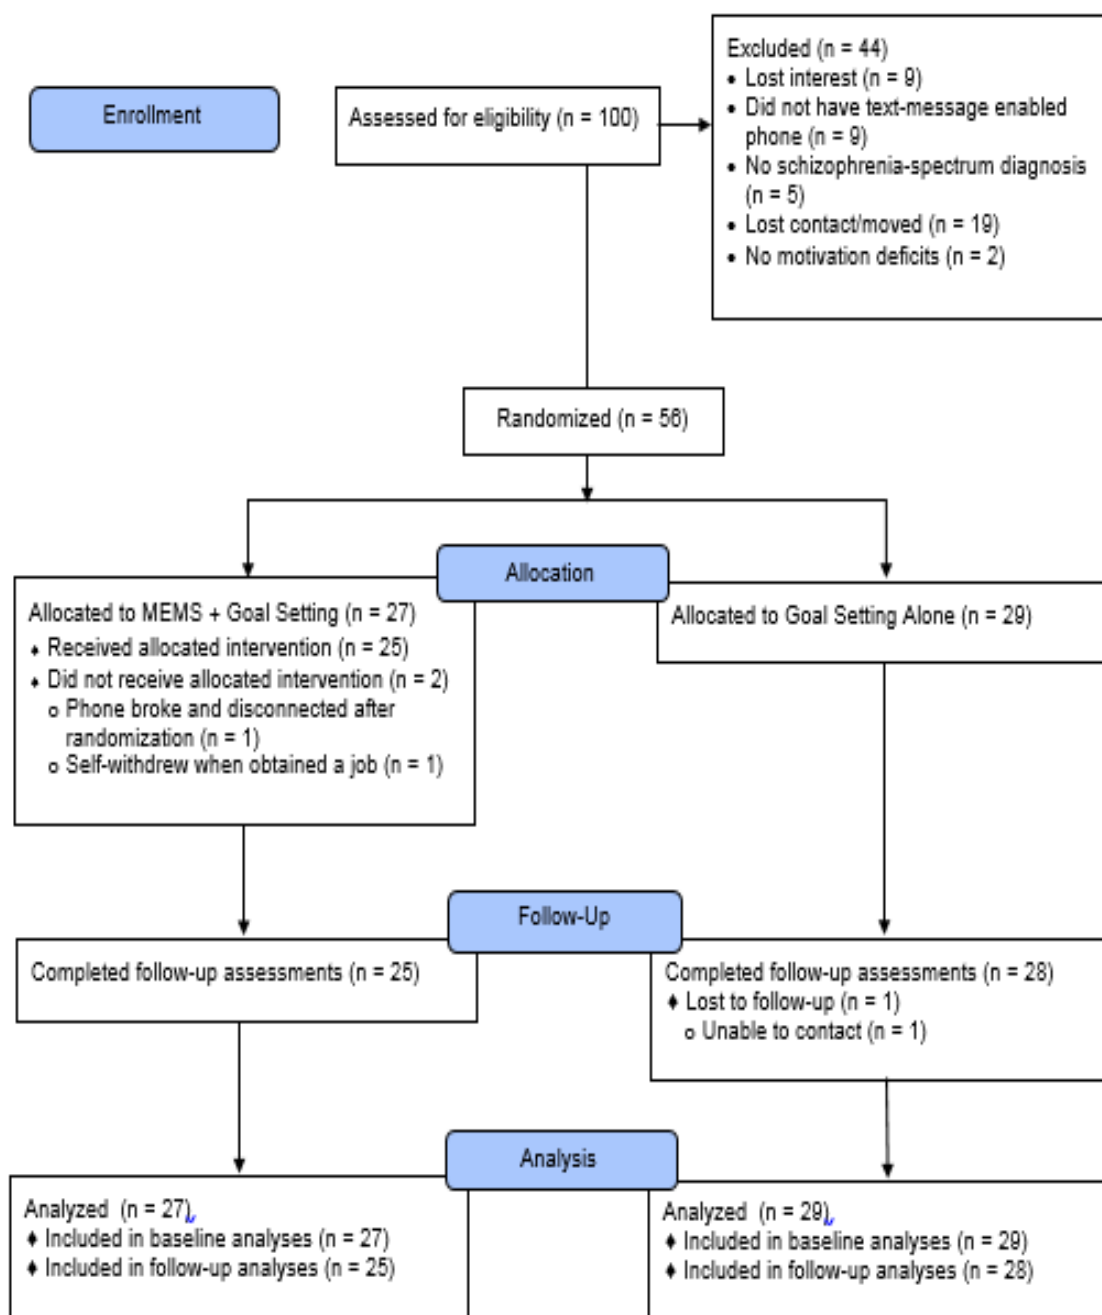 Enrollment
Assessed for eligibility (n = 100)
Excluded (n = 44)
• Lost interest (n = 9)
• Did not have text-message enabled
phone (n = 9)
• No schizophrenia-spectrum diagnosis
(n = 5)
• Lost contact/moved (n = 19)
• No motivation deficits (n = 2)
Randomized (n = 56)
Allocation
Allocated to MEMS + Goal Setting (n = 27)
♦ Received allocated intervention (n = 25)
♦ Did not receive allocated intervention (n = 2)
o Phone broke and disconnected after
randomization (n = 1)
o Self-withdrew when obtained a job (n = 1)
Allocated to Goal Setting Alone (n = 29)
Follow-Up
Completed follow-up assessments (n = 25)
Completed follow-up assessments (n = 28)
♦ Lost to follow-up (n = 1)
o Unable to contact (n = 1)
Analysis
Analyzed (n = 27)
♦ Included in baseline analyses (n = 27)
♦ Included in follow-up analyses (n = 25)
Analyzed (n = 29)
♦ Included in baseline analyses (n = 29)
♦ Included in follow-up analyses (n = 28)